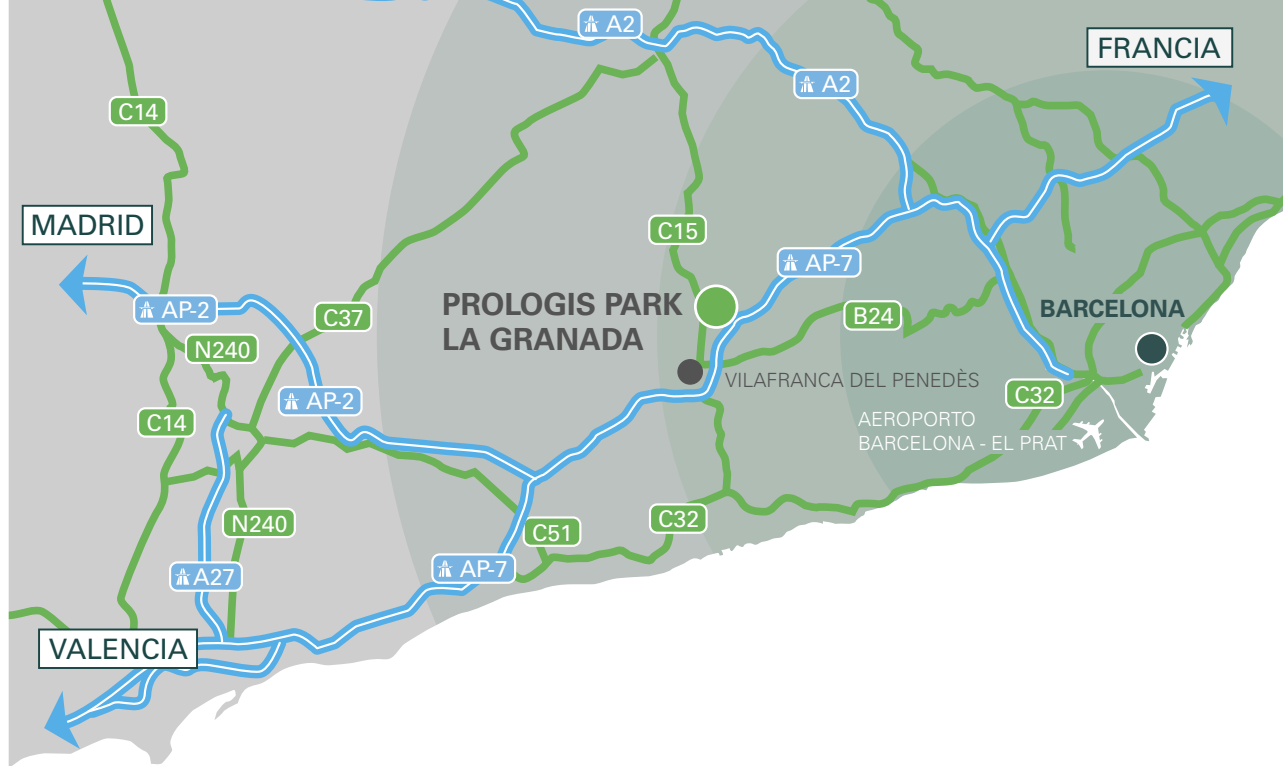 A2
FRANCIA
A2
C14
MADRID
C15
AP-7
AP-2
C37
PROLOGIS PARK
LA GRANADA
B24
BARCELONA
N240
VILAFRANCA DEL PENEDÈS
AP-2
C32
C14
AEROPORTO
BARCELONA - EL PRAT
N240
C32
C51
AP-7
A27
VALENCIA